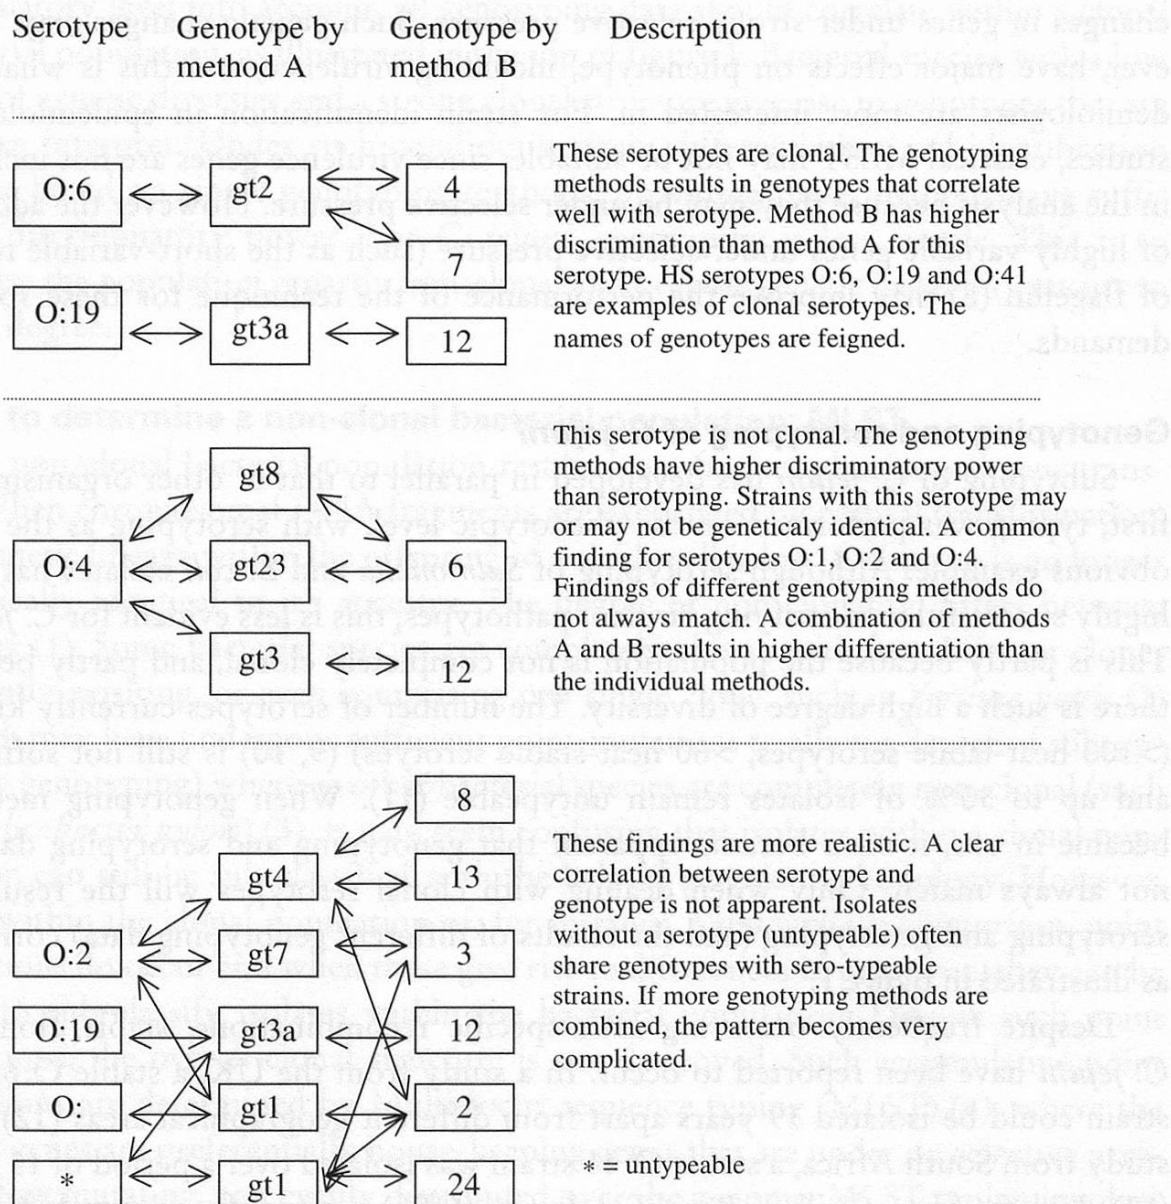 Serotype Genotype by Genotype by Description
method A method B
These serotypes are clonal. The genotyping
methods results in genotypes that correlate
well with serotype. Method B has higher
discrimination than method A for this
serotype. HS serotypes O:6, O:19 and O:41
are examples of clonal serotypes. The
names of genotypes are feigned.
O:6 gt2 4
7
O:19 gt3a 12
This serotype is not clonal. The genotyping
methods have higher discriminatory power
than serotyping. Strains with this serotype may
or may not be geneticaly identical. A common
finding for serotypes O:1, O:2 and O:4.
Findings of different genotyping methods do
not always match. A combination of methods
A and B results in higher differentiation than
the individual methods.
gt8
O:4 gt23 6
gt3 12
8
These findings are more realistic. A clear
correlation between serotype and
genotype is not apparent. Isolates
without a serotype (untypeable) often
share genotypes with serp-typeable
strains. If more genotyping methods are
combined, the pattern becomes very
complicated.
gt4 13
O:2 gt7 3
O:19 gt3a 12
O: gt1 2
* gt1 24
* = untypeable